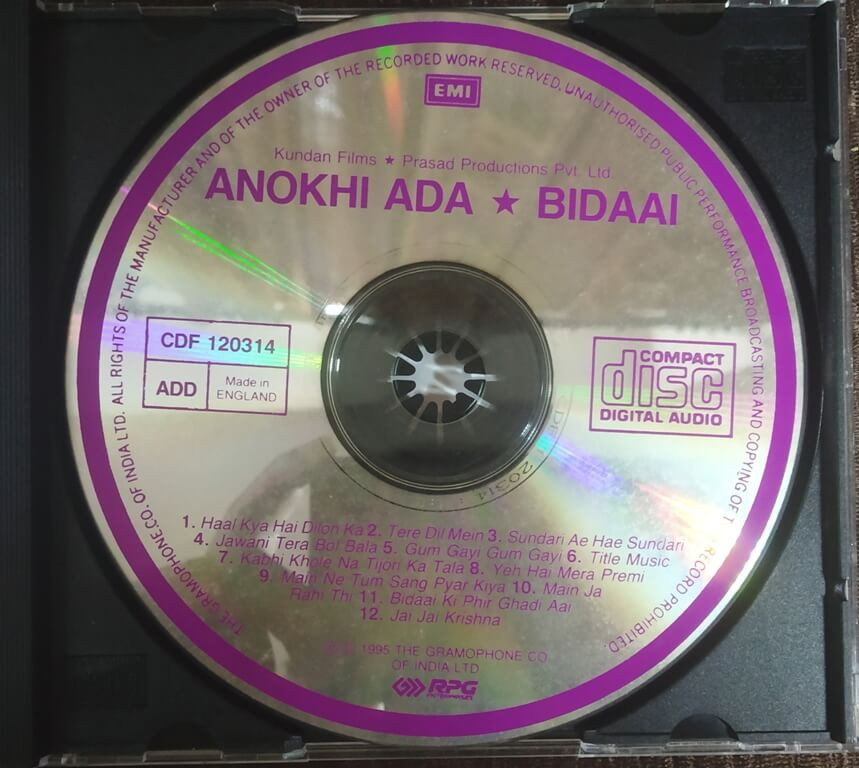 THE GRAMOPHONE.CO. OF INDIA LTD. ALL RIGHTS OF THE MANUFACTURER AND OF THE OWNER OF THE RECORDED WORK RESERVED. UNAUTHORISED PUBLIC PERFORMANCE BROADCASTING AND COPYING OF RECORD PROHIBITED.
EMI
Kundan Films ★ Prasad Productions Pvt. Ltd.
ANOKHI ADA ★ BIDAAI
CDF 120314
ADD
Made in
ENGLAND
COMPACT
disc
DIGITAL AUDIO
1. Haal Kya Hai Dilon Ka 2. Tere Dil Mein 3. Sundari Ae Hae Sundari
4. Jawani Tera Bol Bala 5. Gum Gayi Gum Gayi 6. Title Music
7. Kabhi Khole Na Tijori Ka Tala 8. Yeh Hai Mera Premi
9. Main Ne Tum Sang Pyar Kiya 10. Main Ja
Rahi Thi 11. Bidaai Ki Phir Ghadi Aai
12. Jai Jai Krishna
1995 THE GRAMOPHONE CO.
OF INDIA LTD
RPG
ENTERPRISES